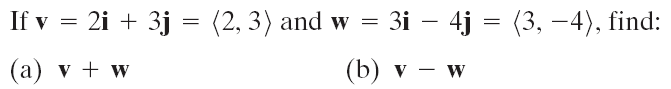 If v = 2i + 3j = ⟨2, 3⟩ and w = 3i − 4j = ⟨3, −4⟩, find:
(a) v + w (b) v − w